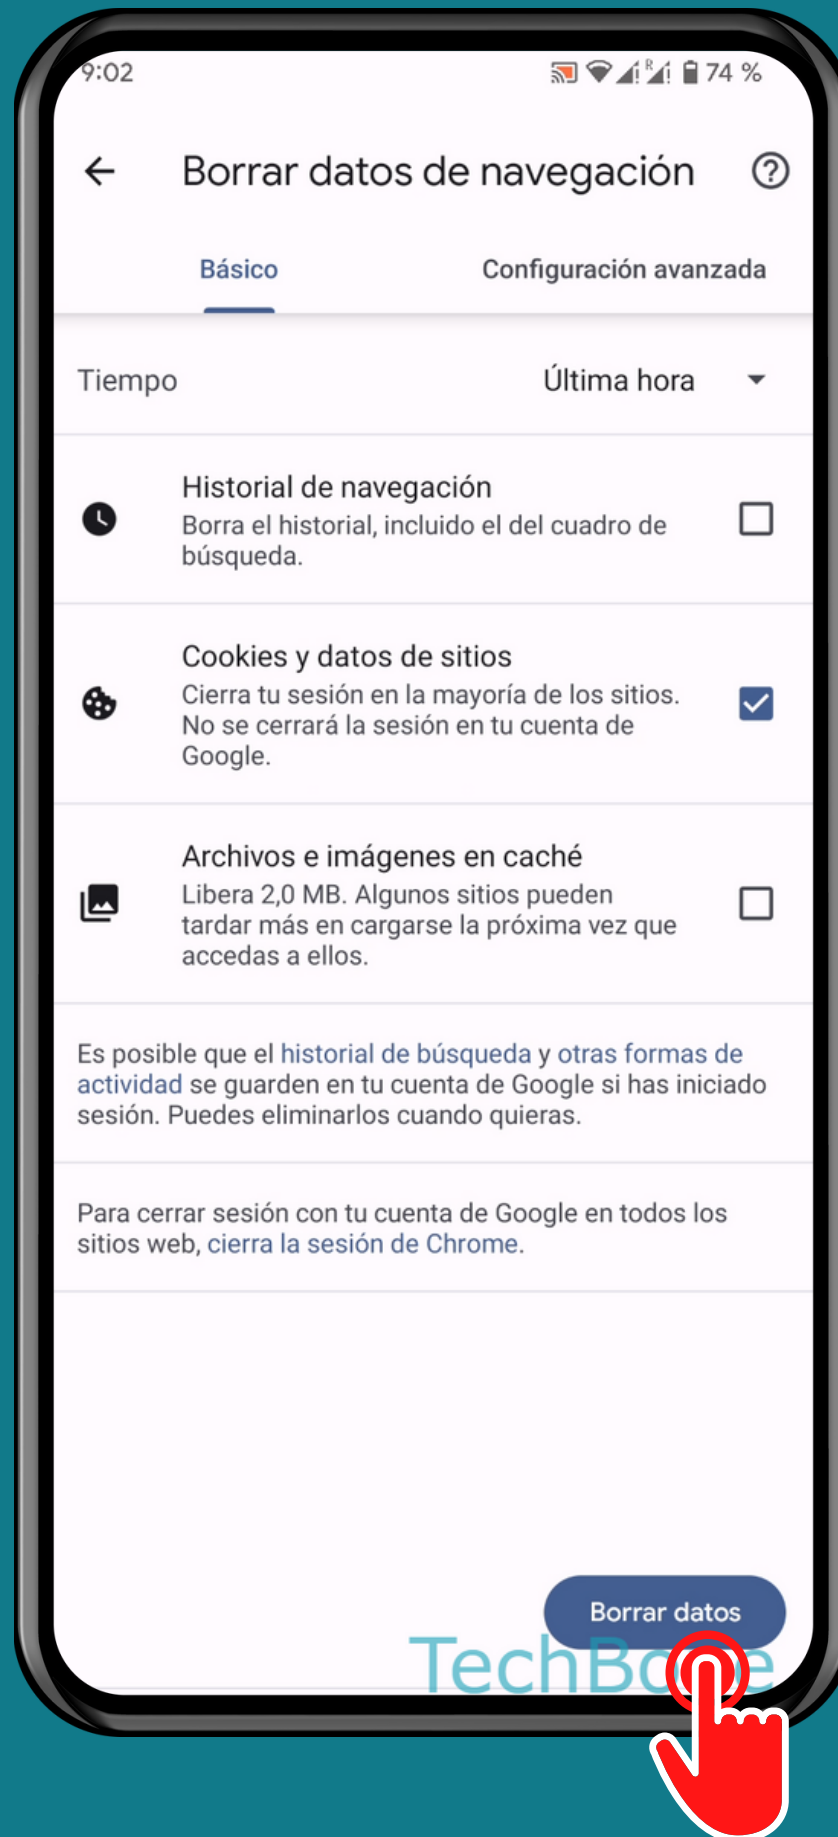 9:02
R
74 %
Borrar datos de navegación
Básico
Configuración avanzada
Tiempo
Última hora
Historial de navegación
Borra el historial, incluido el del cuadro de
búsqueda.
Cookies y datos de sitios
Cierra tu sesión en la mayoría de los sitios.
No se cerrará la sesión en tu cuenta de
Google.
Archivos e imágenes en caché
Libera 2,0 MB. Algunos sitios pueden
tardar más en cargarse la próxima vez que
accedas a ellos.
Es posible que el historial de búsqueda y otras formas de
actividad se guarden en tu cuenta de Google si has iniciado
sesión. Puedes eliminarlos cuando quieras.
Para cerrar sesión con tu cuenta de Google en todos los
sitios web, cierra la sesión de Chrome.
Borrar datos